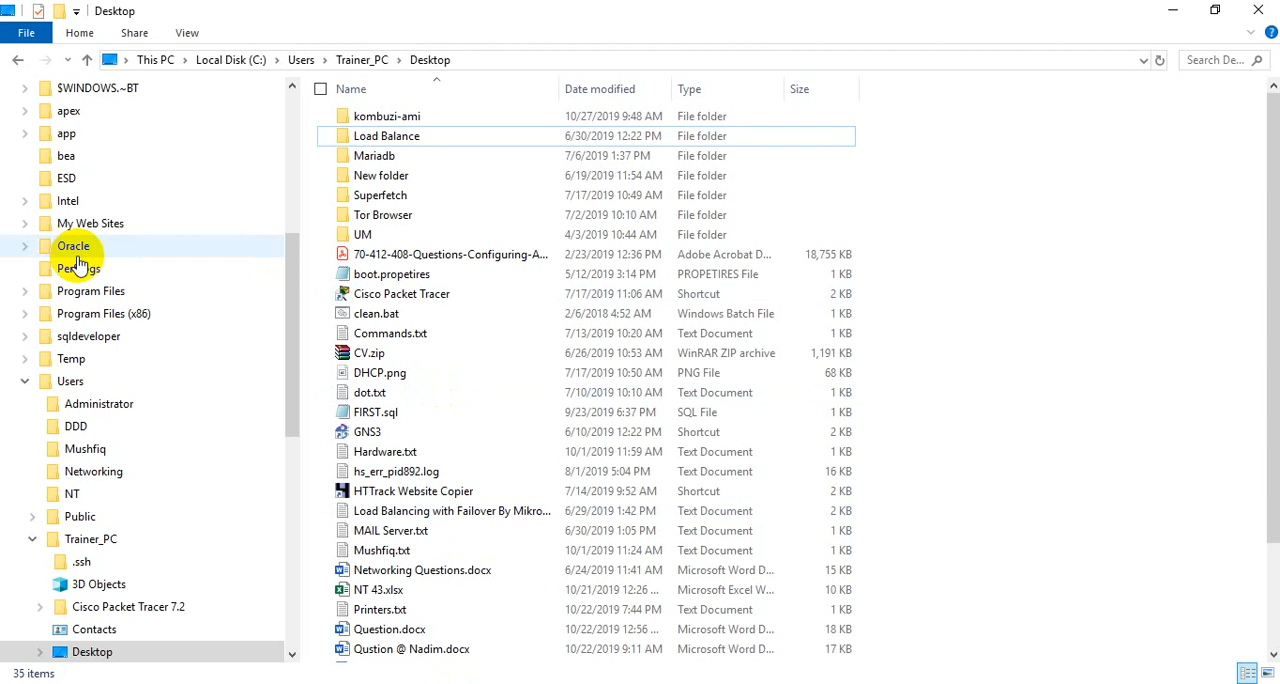 Desktop
File Home Share View
This PC > Local Disk (C:) > Users > Trainer_PC > Desktop
Search De...
$WINDOWS.~BT
apex
app
bea
ESD
Intel
My Web Sites
Oracle
Program Files
Program Files (x86)
sqldeveloper
Temp
Users
Administrator
DDD
Mushfiq
Networking
NT
Public
Trainer_PC
.ssh
3D Objects
Cisco Packet Tracer 7.2
Contacts
Desktop
Name Date modified Type Size
kombuzi-ami 10/27/2019 9:48 AM File folder
Load Balance 6/30/2019 12:22 PM File folder
Mariadb 7/6/2019 1:37 PM File folder
New folder 6/19/2019 11:54 AM File folder
Superfetch 7/17/2019 10:49 AM File folder
Tor Browser 7/2/2019 10:10 AM File folder
UM 4/3/2019 10:44 AM File folder
70-412-408-Questions-Configuring-A... 2/23/2019 12:36 PM Adobe Acrobat D... 18,755 KB
boot.propetires 5/12/2019 3:14 PM PROPETIRES File 1 KB
Cisco Packet Tracer 7/17/2019 11:06 AM Shortcut 2 KB
clean.bat 2/6/2018 4:52 AM Windows Batch File 1 KB
Commands.txt 7/13/2019 10:20 AM Text Document 1 KB
CV.zip 6/26/2019 10:53 AM WinRAR ZIP archive 1,191 KB
DHCP.png 7/17/2019 10:50 AM PNG File 68 KB
dot.txt 7/10/2019 10:10 AM Text Document 1 KB
FIRST.sql 9/23/2019 6:37 PM SQL File 1 KB
GNS3 6/10/2019 12:22 PM Shortcut 2 KB
Hardware.txt 10/1/2019 11:59 AM Text Document 1 KB
hs_err_pid892.log 8/1/2019 5:04 PM Text Document 16 KB
HTTrack Website Copier 7/14/2019 9:52 AM Shortcut 2 KB
Load Balancing with Failover By Mikro... 6/29/2019 1:42 PM Text Document 2 KB
MAIL Server.txt 6/30/2019 1:05 PM Text Document 1 KB
Mushfiq.txt 10/1/2019 11:24 AM Text Document 1 KB
Networking Questions.docx 6/24/2019 11:41 AM Microsoft Word D... 15 KB
NT 43.xlsx 10/21/2019 12:26 ... Microsoft Excel W... 10 KB
Printers.txt 10/22/2019 7:44 PM Text Document 1 KB
Question.docx 10/22/2019 12:56 ... Microsoft Word D... 18 KB
Qustion @ Nadim.docx 10/22/2019 9:11 AM Microsoft Word D... 17 KB
35 items